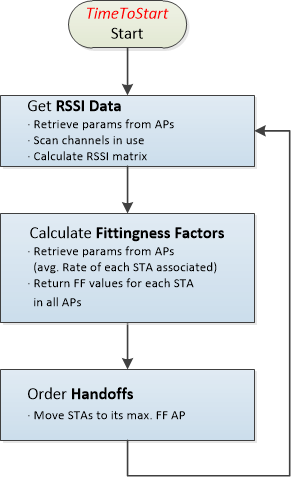 TimeToStart
Start
Get RSSI Data
· Retrieve params from APs
· Scan channels in use
· Calculate RSSI matrix
Calculate Fittingness Factors
· Retrieve params from APs
(avg. Rate of each STA associated)
· Return FF values for each STA
in all APs
Order Handoffs
· Move STAs to its max. FF AP